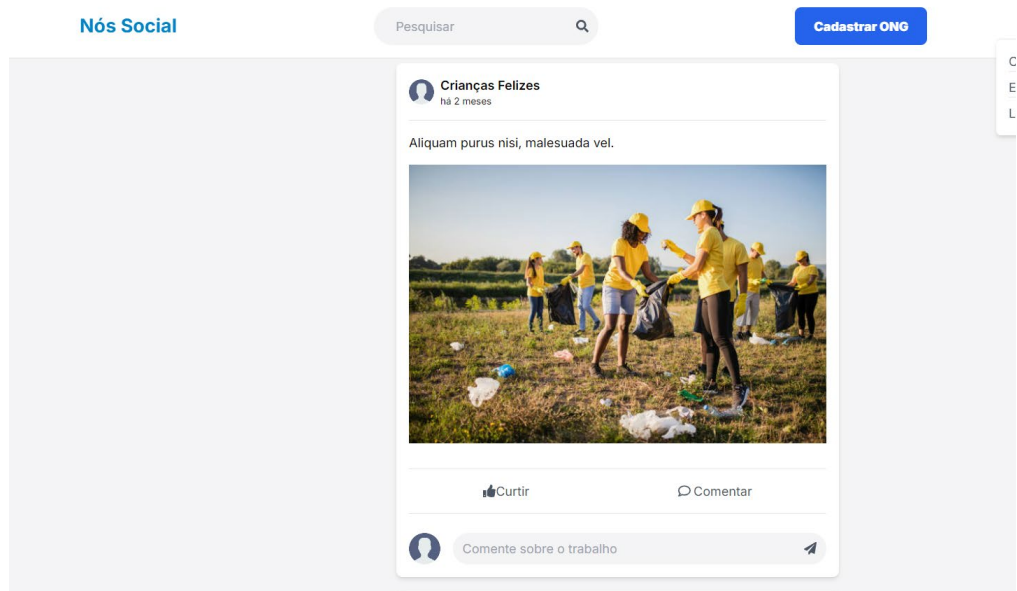 Nós Social
Pesquisar
Cadastrar ONG
Crianças Felizes
há 2 meses
Aliquam purus nisi, malesuada vel.
Curtir
Comentar
Comente sobre o trabalho